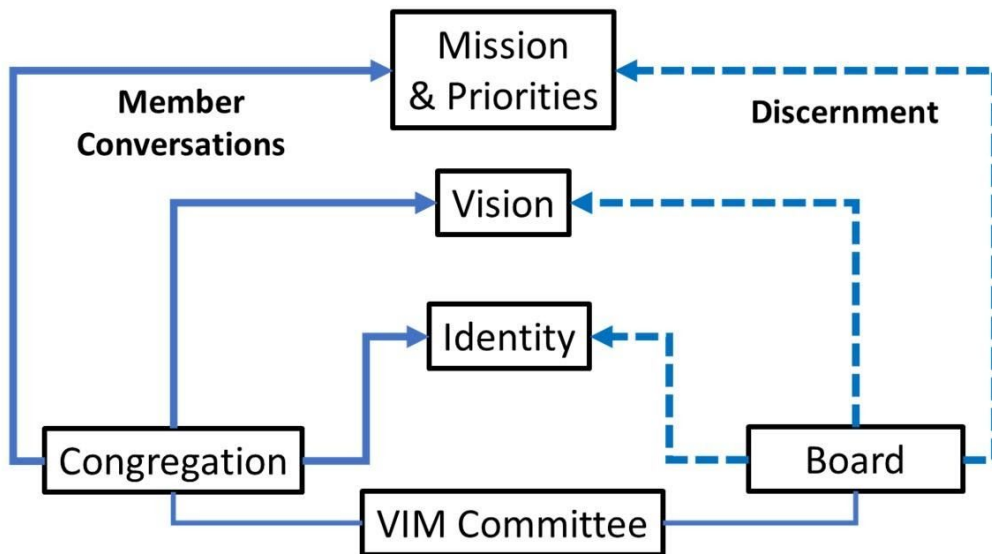 Mission
& Priorities
Member
Conversations
Discernment
Vision
Identity
Congregation
Board
VIM Committee